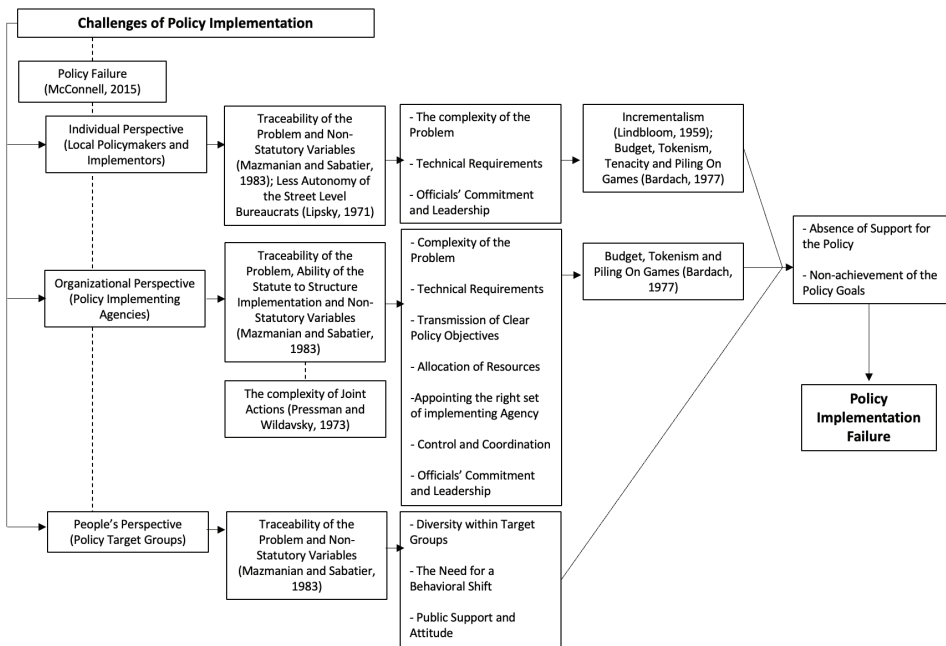 Challenges of Policy Implementation
Policy Failure
(McConnell, 2015)
Individual Perspective
(Local Policymakers and
Implementors)
Traceability of
the Problem and Non-
Statutory Variables
(Mazmanian and Sabatier,
1983); Less Autonomy of
the Street Level
Bureaucrats (Lipsky, 1971)
- The complexity of the
Problem
- Technical Requirements
- Officials' Commitment
and Leadership
Incrementalism
(Lindbloom, 1959);
Budget, Tokenism,
Tenacity and Piling On
Games (Bardach, 1977)
Organizational Perspective
(Policy Implementing
Agencies)
Traceability of
the Problem, Ability of the
Statute to Structure
Implementation and Non-
Statutory Variables
(Mazmanian and Sabatier,
1983)
The complexity of Joint
Actions (Pressman and
Wildavsky, 1973)
- Complexity of the
Problem
- Technical Requirements
- Transmission of Clear
Policy Objectives
- Allocation of Resources
-Appointing the right set
of implementing Agency
- Control and Coordination
- Officials' Commitment
and Leadership
Budget, Tokenism and
Piling On Games (Bardach,
1977)
People's Perspective
(Policy Target Groups)
Traceability of the
Problem and Non-
Statutory Variables
(Mazmanian and Sabatier,
1983)
- Diversity within Target
Groups
- The Need for a
Behavioral Shift
- Public Support and
Attitude
- Absence of Support for
the Policy
- Non-achievement of the
Policy Goals
Policy
Implementation
Failure